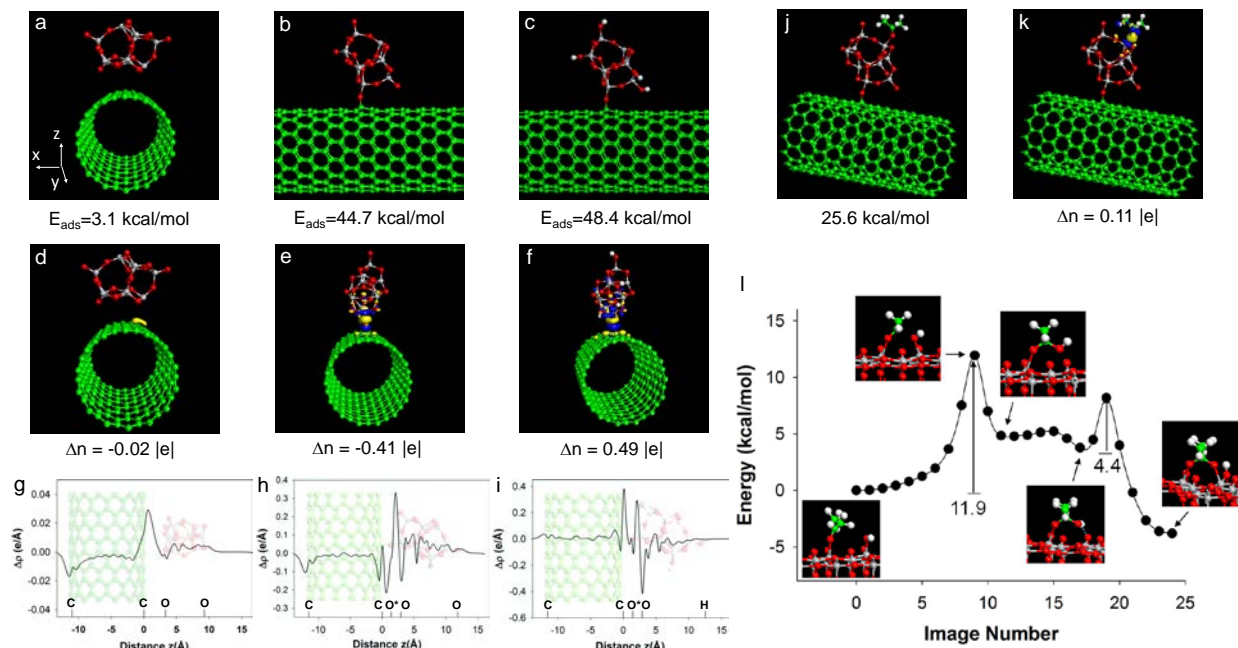 a
b
c
j
k
z
x
y
E_ads=3.1 kcal/mol
E_ads=44.7 kcal/mol
E_ads=48.4 kcal/mol
25.6 kcal/mol
Δn = 0.11 |e|
d
e
f
l
Δn = -0.02 |e|
Δn = -0.41 |e|
Δn = 0.49 |e|
g
Δρ (e/Å)
0.04
0.02
0.00
-0.02
-0.04
C
C
O
O
-10
-5
0
5
10
15
Distance z(Å)
h
Δρ (e/Å)
0.4
0.3
0.2
0.1
0.0
-0.1
-0.2
-0.3
C
C
O*
O
O
-10
-5
0
5
10
15
Distance z(Å)
i
Δρ (e/Å)
0.4
0.2
0.0
-0.2
-0.4
-0.6
C
C
O*
O
H
-10
-5
0
5
10
15
Distance z(Å)
Energy (kcal/mol)
15
10
5
0
-5
11.9
4.4
0
5
10
15
20
25
Image Number